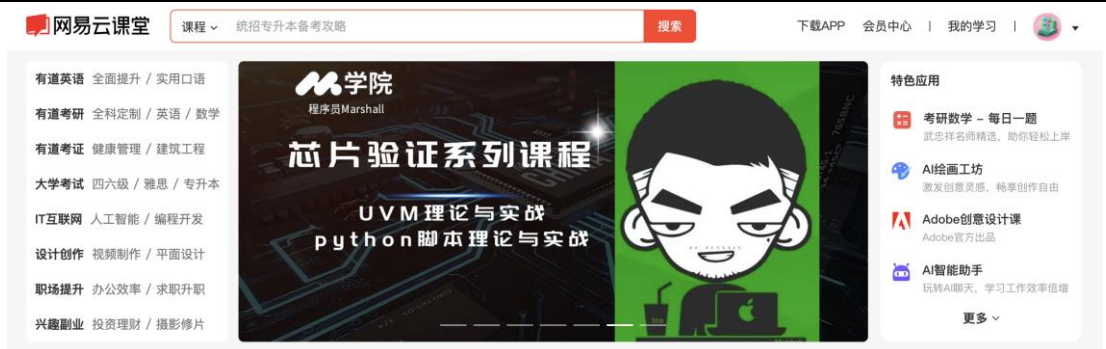 网易云课堂 课程 统招专升本备考攻略 搜索 下载APP 会员中心 | 我的学习 |
有道英语 全面提升 / 实用口语
有道考研 全科定制 / 英语 / 数学
有道考证 健康管理 / 建筑工程
大学考试 四六级 / 雅思 / 专升本
IT互联网 人工智能 / 编程开发
设计创作 视频制作 / 平面设计
职场提升 办公效率 / 求职升职
兴趣副业 投资理财 / 摄影修片
学院
程序员Marshall
芯片验证系列课程
UVM理论与实战
python脚本理论与实战
CHIP
特色应用
考研数学 - 每日一题
武忠祥名师精选，助你轻松上岸
AI绘画工坊
激发创意灵感，畅享创作自由
Adobe创意设计课
Adobe官方出品
AI智能助手
玩转AI聊天，学习工作效率倍增
更多